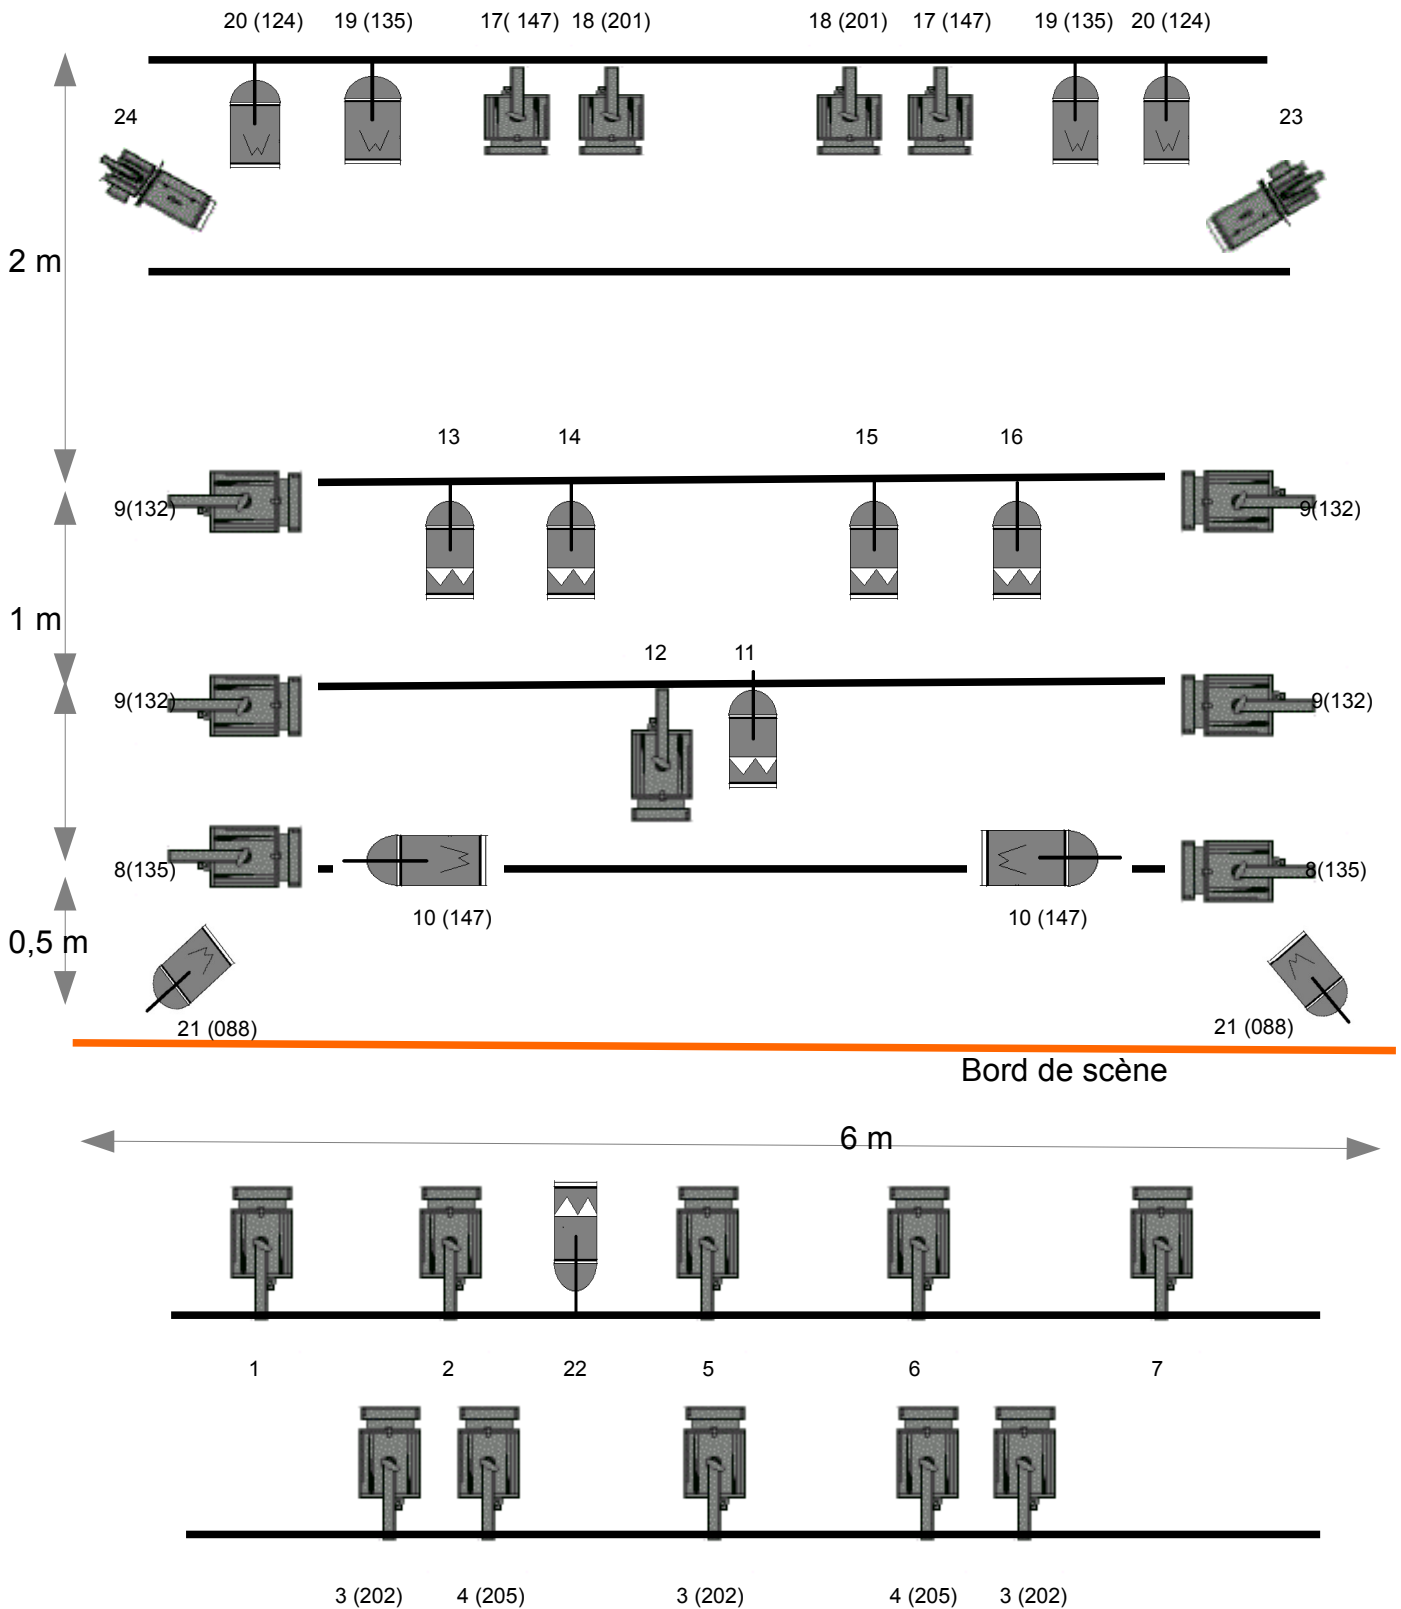 20 (124) 19 (135) 17( 147) 18 (201) 18 (201) 17 (147) 19 (135) 20 (124)
24 23
2 m
13 14 15 16
9(132) 9(132)
1 m
12 11
9(132) 9(132)
8(135) 8(135)
10 (147) 10 (147)
0,5 m
21 (088) 21 (088)
Bord de scène
6 m
1 2 22 5 6 7
3 (202) 4 (205) 3 (202) 4 (205) 3 (202)